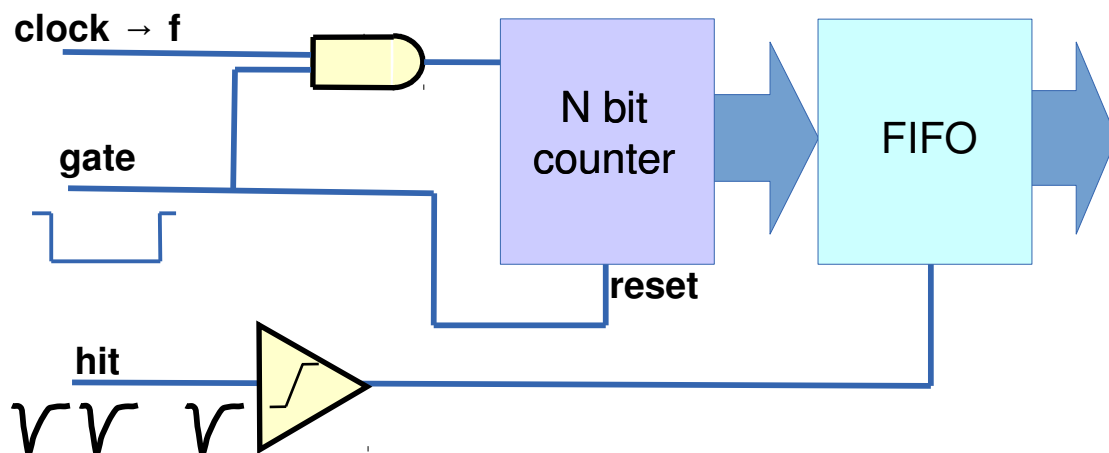 clock → f
gate
N bit
counter
FIFO
reset
hit